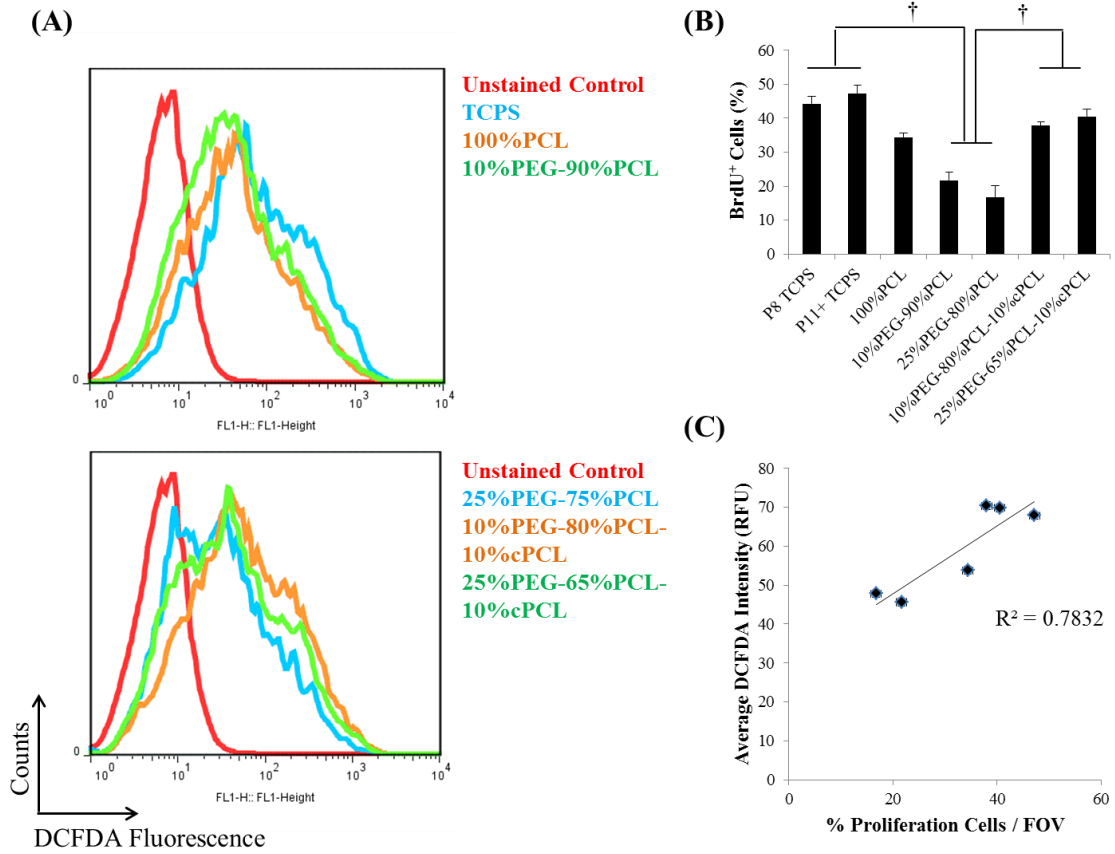 (A)
Unstained Control
TCPS
100%PCL
10%PEG-90%PCL
0
10^0 10^1 10^2 10^3 10^4
FL1-H:: FL1-Height
Unstained Control
25%PEG-75%PCL
10%PEG-80%PCL-
10%cPCL
25%PEG-65%PCL-
10%cPCL
0
10^0 10^1 10^2 10^3 10^4
FL1-H:: FL1-Height
Counts
DCFDA Fluorescence
(B)
† †
BrdU⁺ Cells (%)
60
50
40
30
20
10
0
P8 TCPS
P11+ TCPS
100%PCL
10%PEG-90%PCL
25%PEG-80%PCL
10%PEG-80%PCL-10%cPCL
25%PEG-65%PCL-10%cPCL
(C)
Average DCFDA Intensity (RFU)
80
70
60
50
40
30
20
10
0
R² = 0.7832
0 20 40 60
% Proliferation Cells / FOV